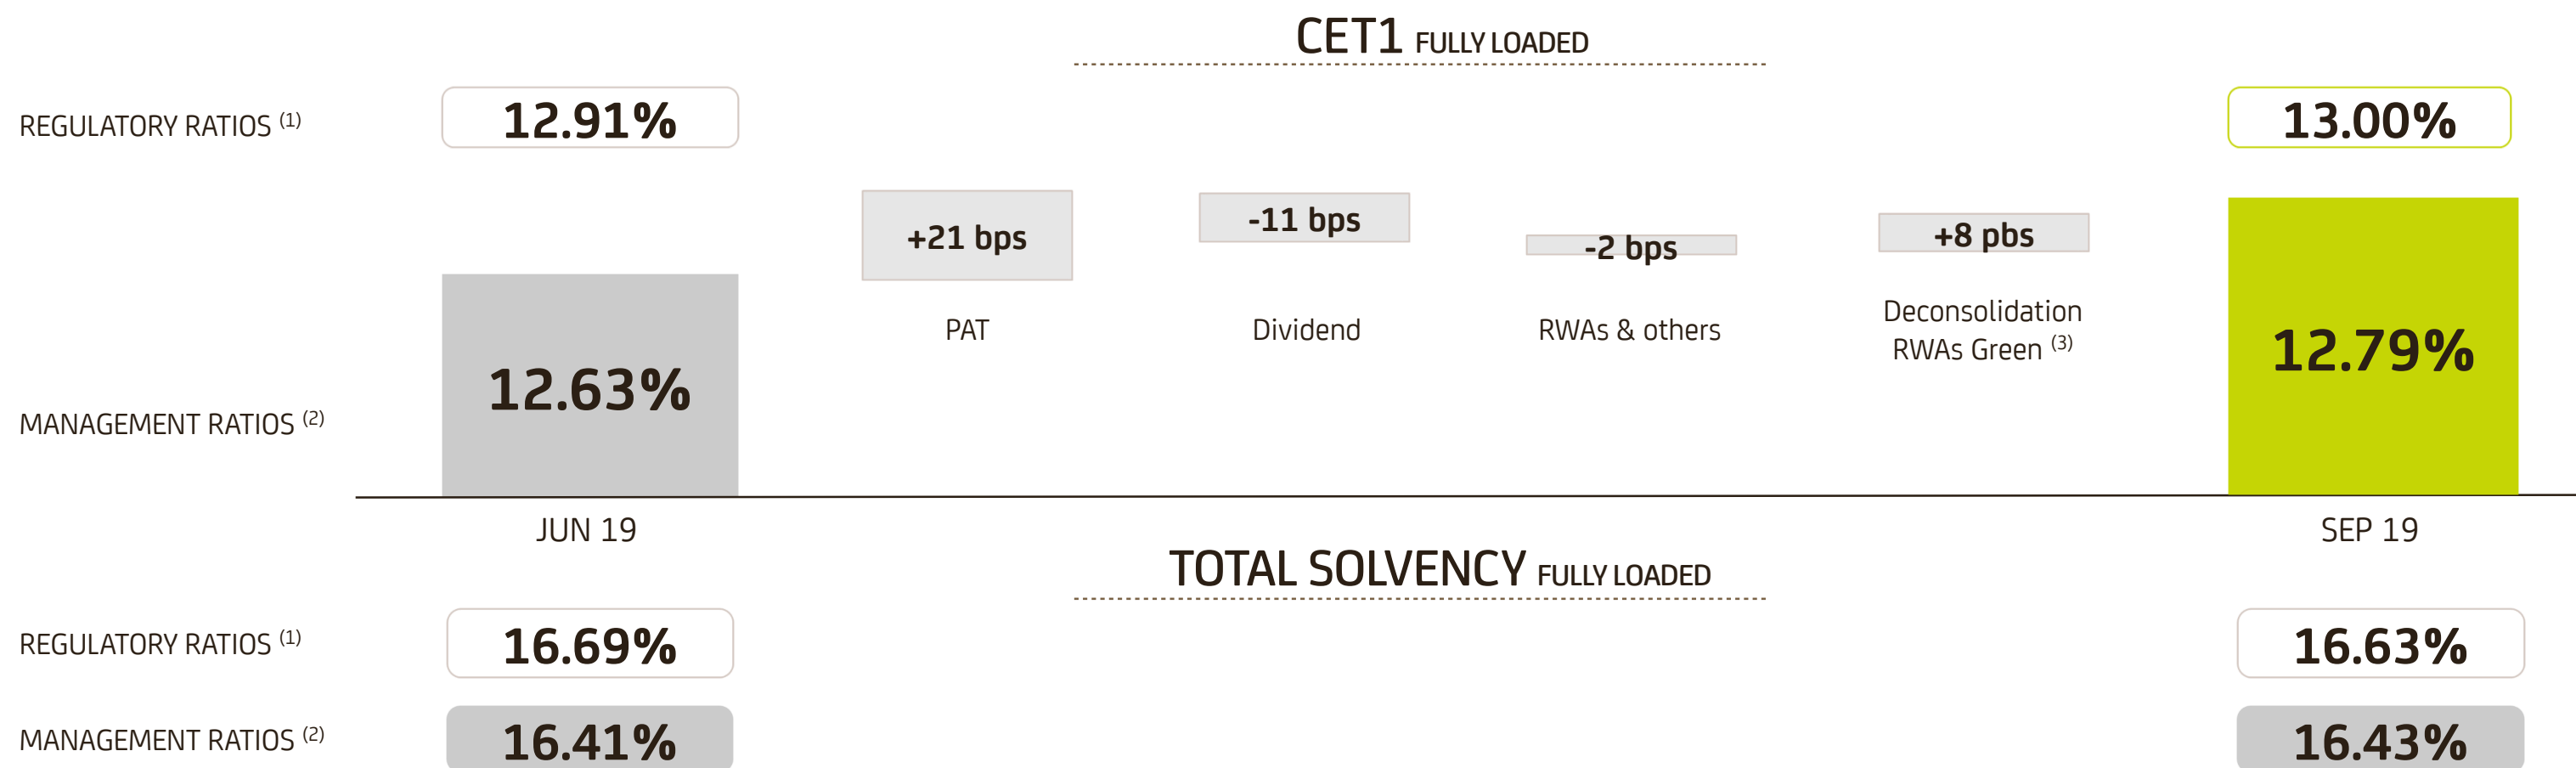 CET1 FULLY LOADED
REGULATORY RATIOS (1) 12.91% 13.00%
+21 bps -11 bps -2 bps +8 pbs
PAT Dividend RWAs & others Deconsolidation
RWAs Green (3)
MANAGEMENT RATIOS (2) 12.63% 12.79%
JUN 19 SEP 19
TOTAL SOLVENCY FULLY LOADED
REGULATORY RATIOS (1) 16.69% 16.63%
MANAGEMENT RATIOS (2) 16.41% 16.43%